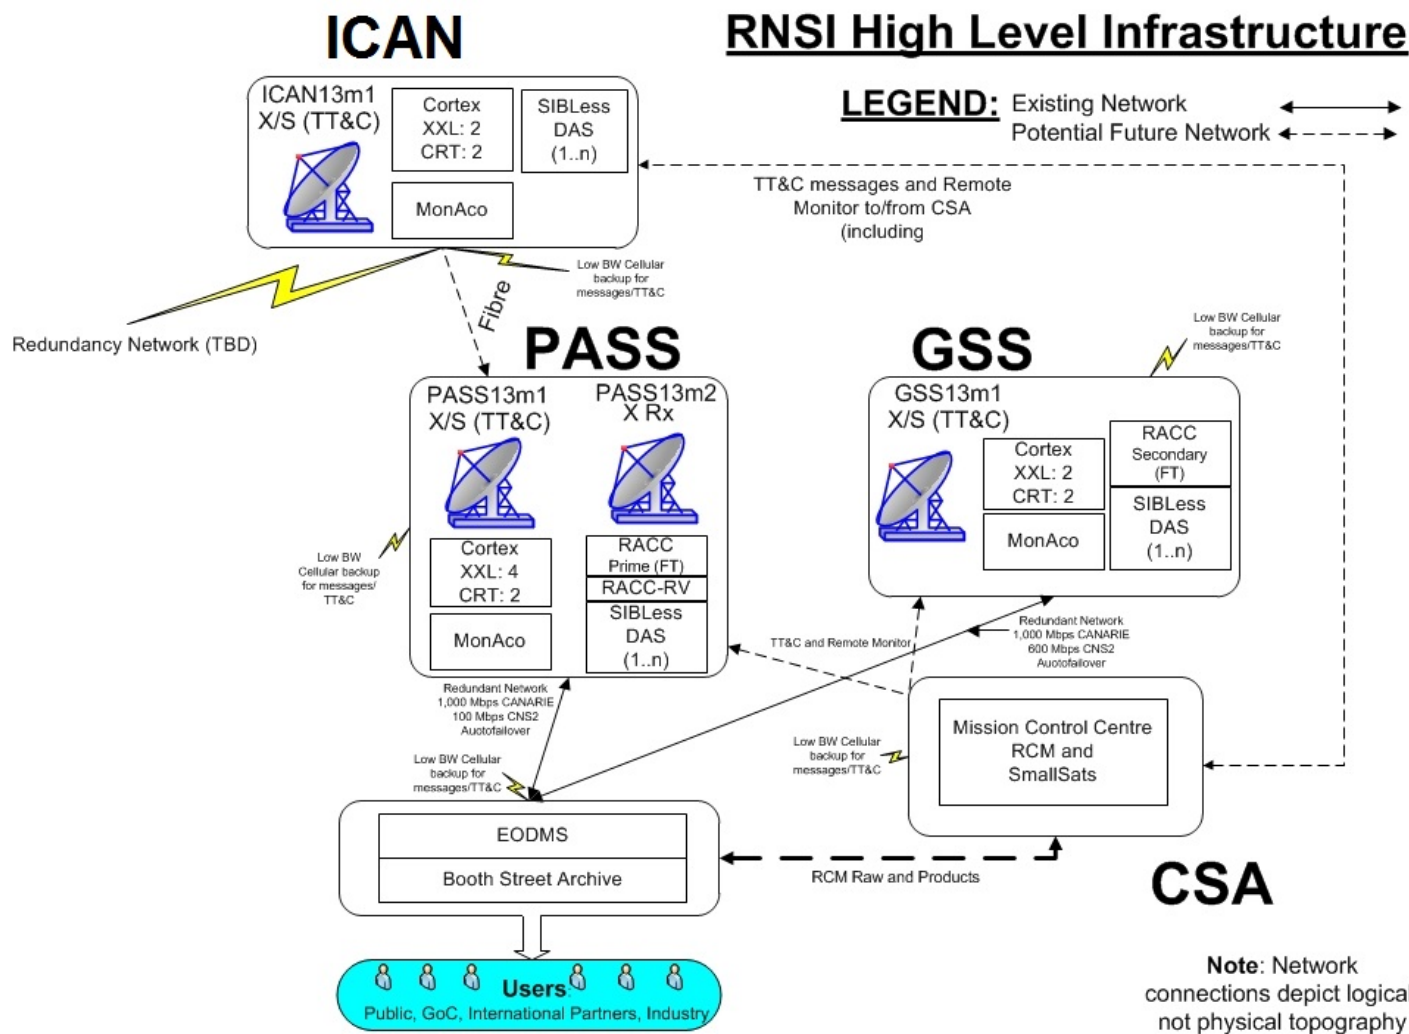 ICAN
RNSI High Level Infrastructure
LEGEND: Existing Network
Potential Future Network
ICAN13m1
X/S (TT&C)
Cortex
XXL: 2
CRT: 2
SIBLess
DAS
(1..n)
MonAco
TT&C messages and Remote
Monitor to/from CSA
(including
Low BW Cellular
backup for
messages/TT&C
Fibre
Redundancy Network (TBD)
PASS
GSS
Low BW Cellular
backup for
messages/TT&C
PASS13m1
X/S (TT&C)
PASS13m2
X Rx
Cortex
XXL: 4
CRT: 2
MonAco
RACC
Prime (FT)
RACC-RV
SIBLess
DAS
(1..n)
Low BW
Cellular backup
for messages/
TT&C
GSS13m1
X/S (TT&C)
Cortex
XXL: 2
CRT: 2
MonAco
RACC
Secondary
(FT)
SIBLess
DAS
(1..n)
TT&C and Remote Monitor
Redundant Network
1,000 Mbps CANARIE
600 Mbps CNS2
Auotofailover
Redundant Network
1,000 Mbps CANARIE
100 Mbps CNS2
Auotofailover
Low BW Cellular
backup for
messages/TT&C
Low BW Cellular
backup for
messages/TT&C
Mission Control Centre
RCM and
SmallSats
EODMS
Booth Street Archive
RCM Raw and Products
CSA
Users:
Public, GoC, International Partners, Industry
Note: Network
connections depict logical
not physical topography